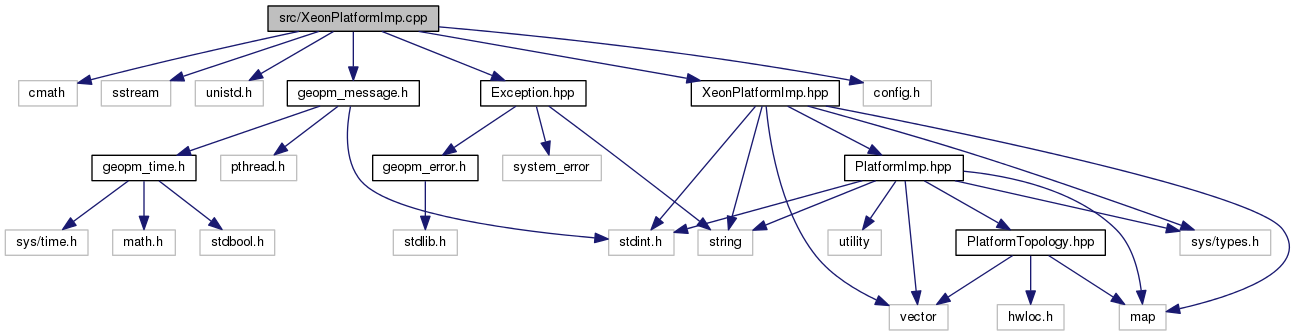 src/XeonPlatformImp.cpp
cmath
sstream
unistd.h
geopm_message.h
Exception.hpp
XeonPlatformImp.hpp
config.h
geopm_time.h
pthread.h
geopm_error.h
system_error
PlatformImp.hpp
sys/time.h
math.h
stdbool.h
stdlib.h
stdint.h
string
utility
PlatformTopology.hpp
sys/types.h
vector
hwloc.h
map